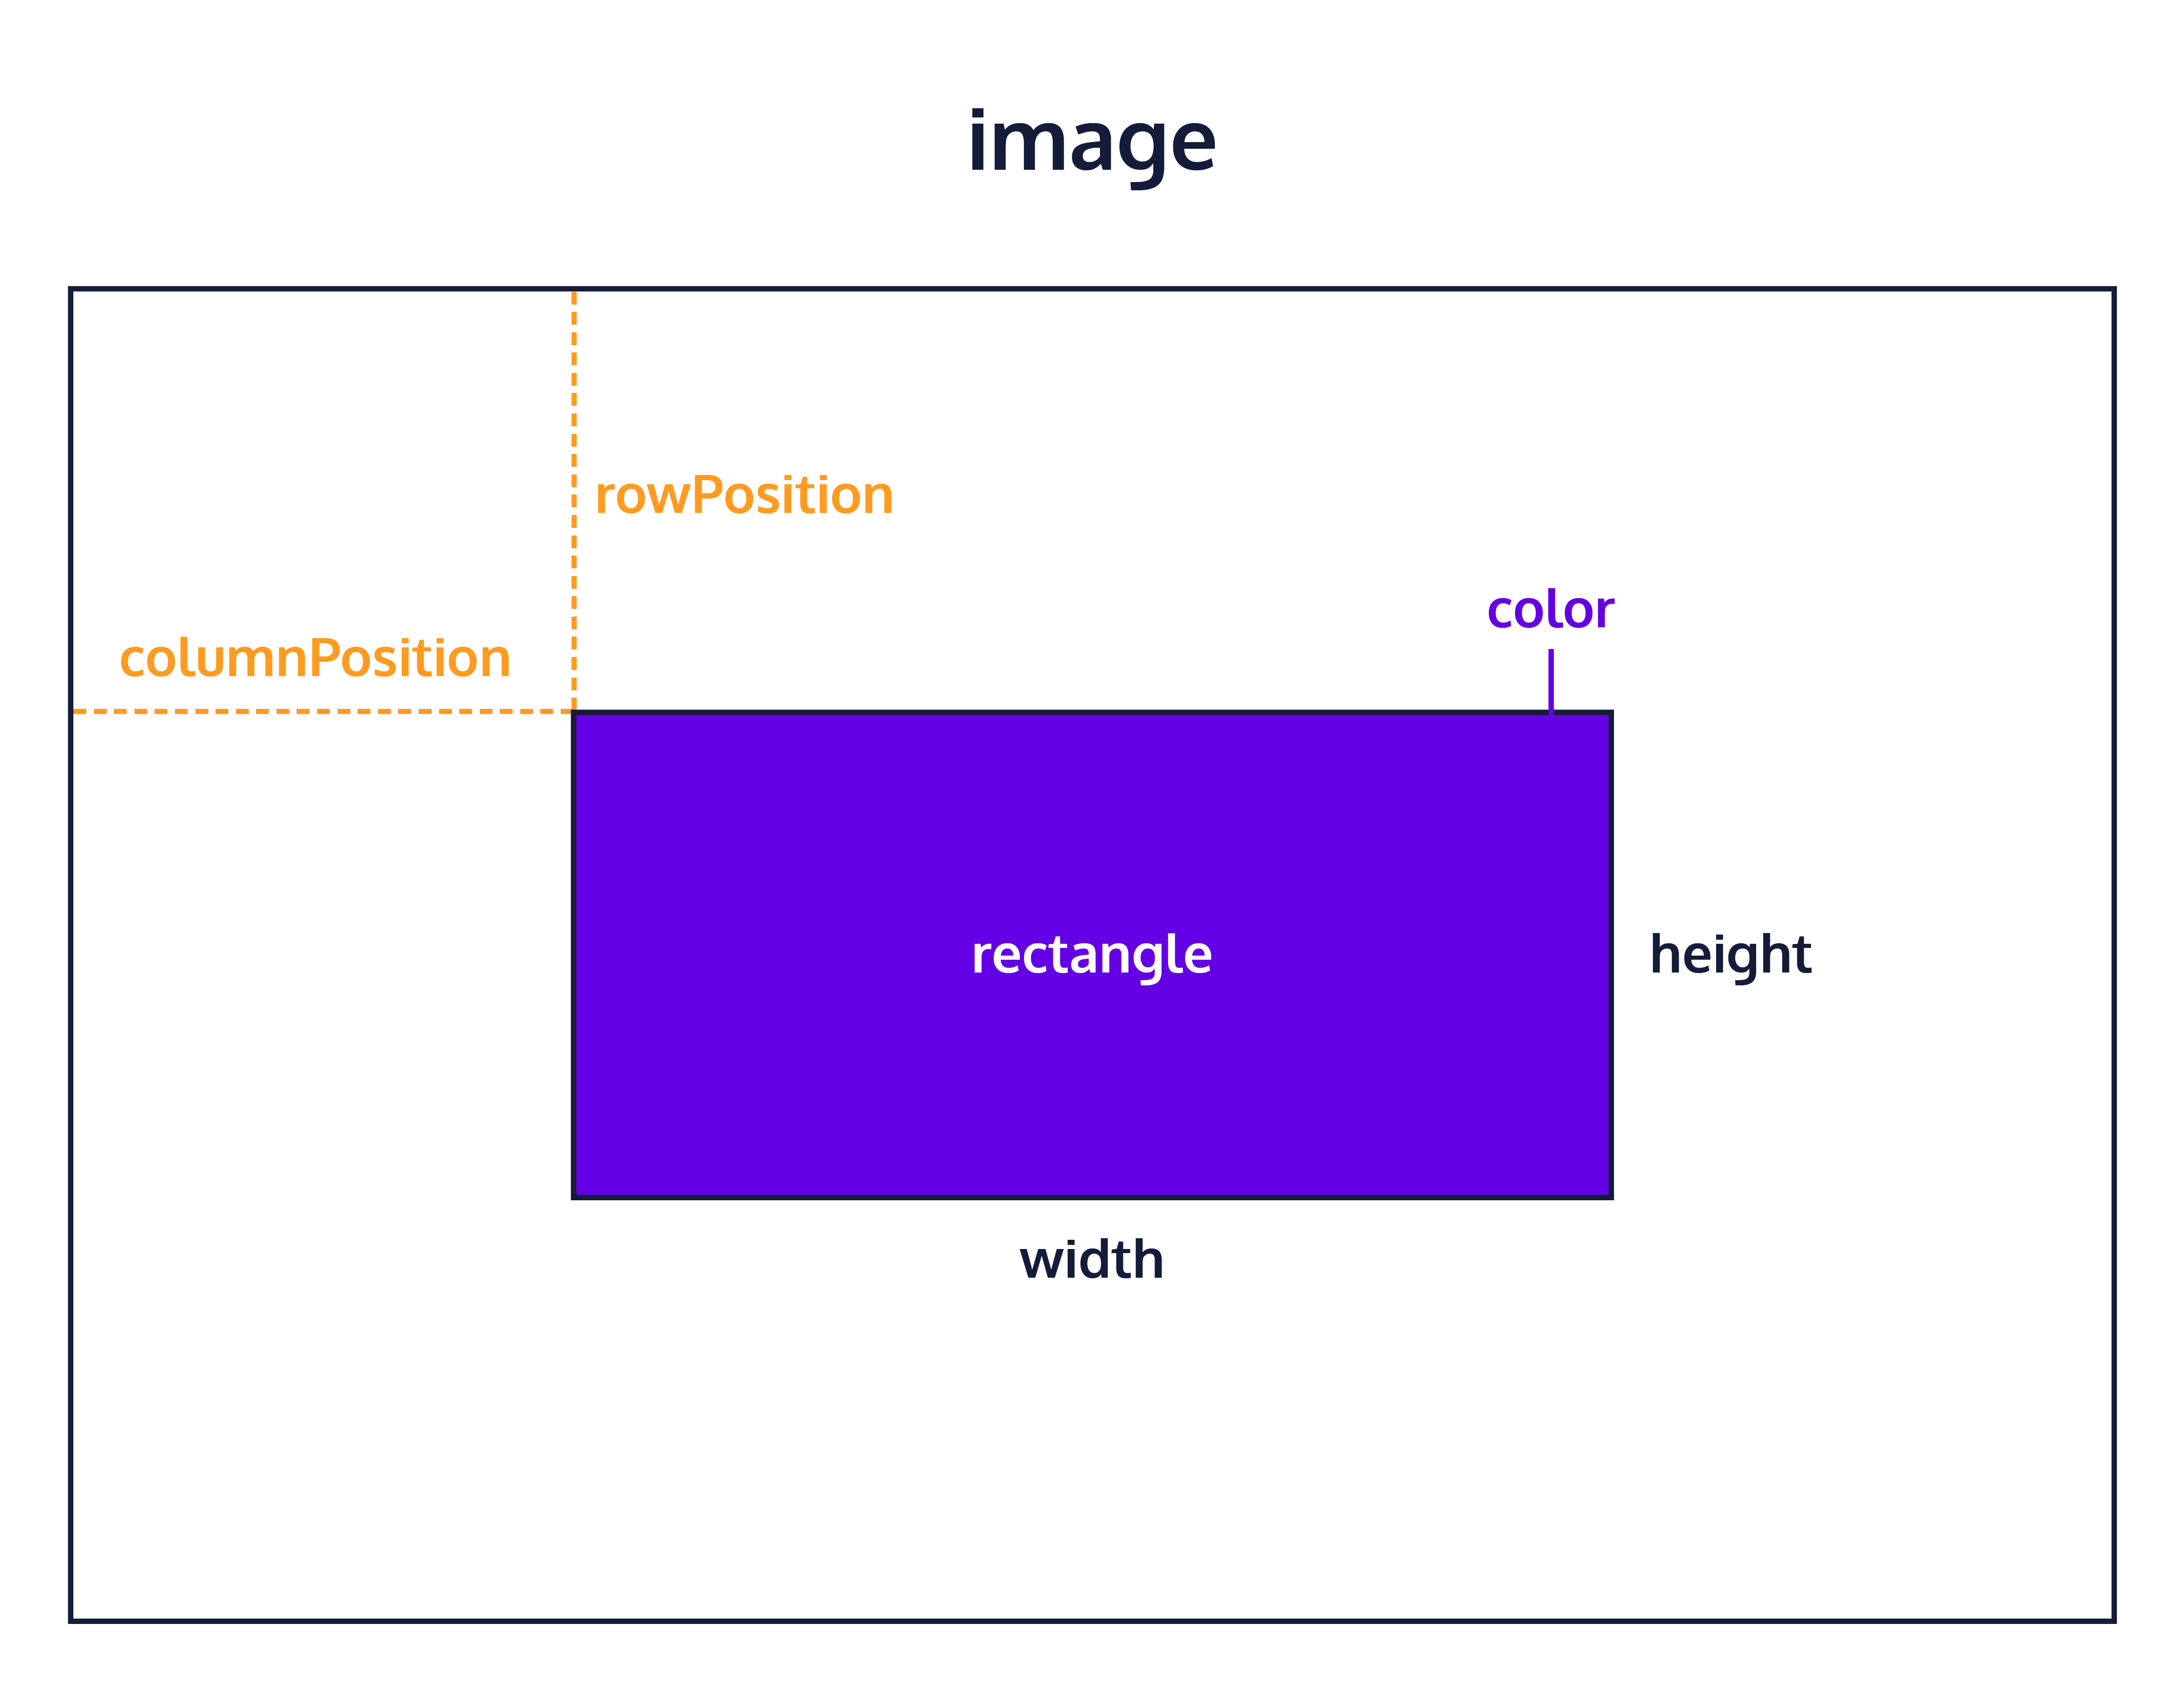 image
rowPosition
color
columnPosition
rectangle
height
width